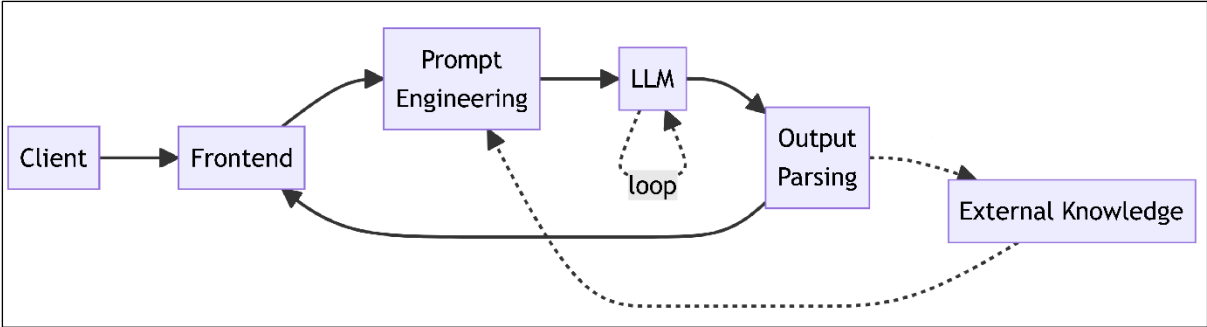 Client
Frontend
Prompt
Engineering
LLM
loop
Output
Parsing
External Knowledge